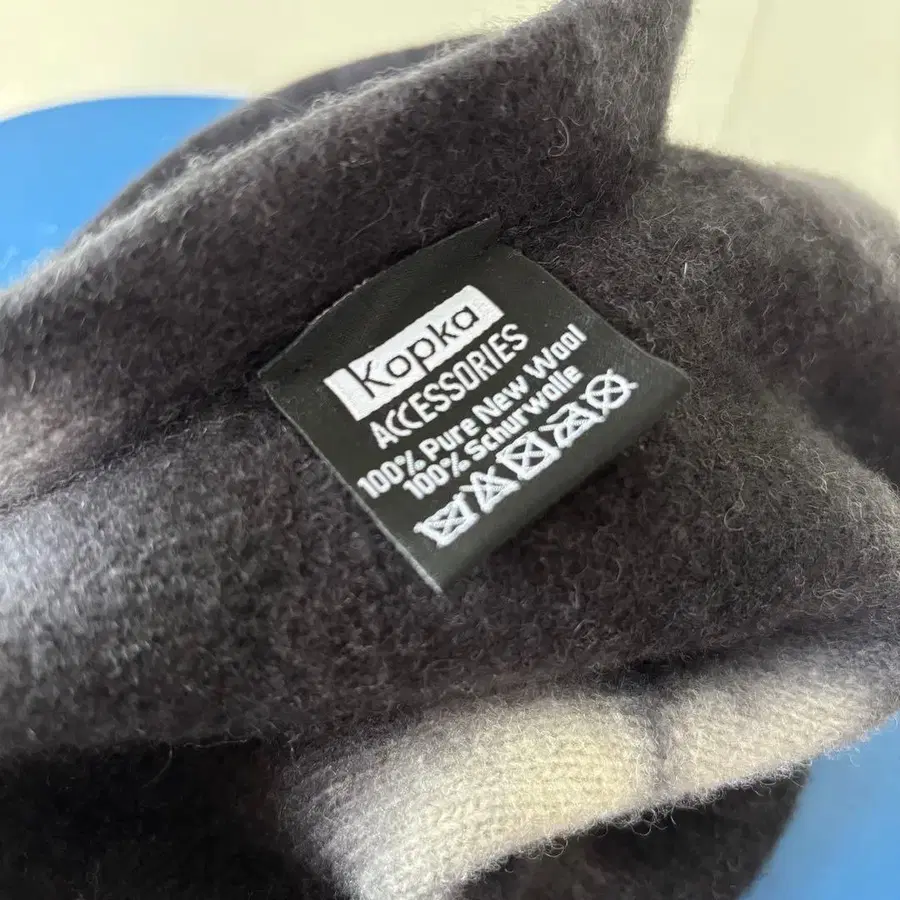 Kopka
ACCESSORIES
100% Pure New Wool
100% Schurwolle